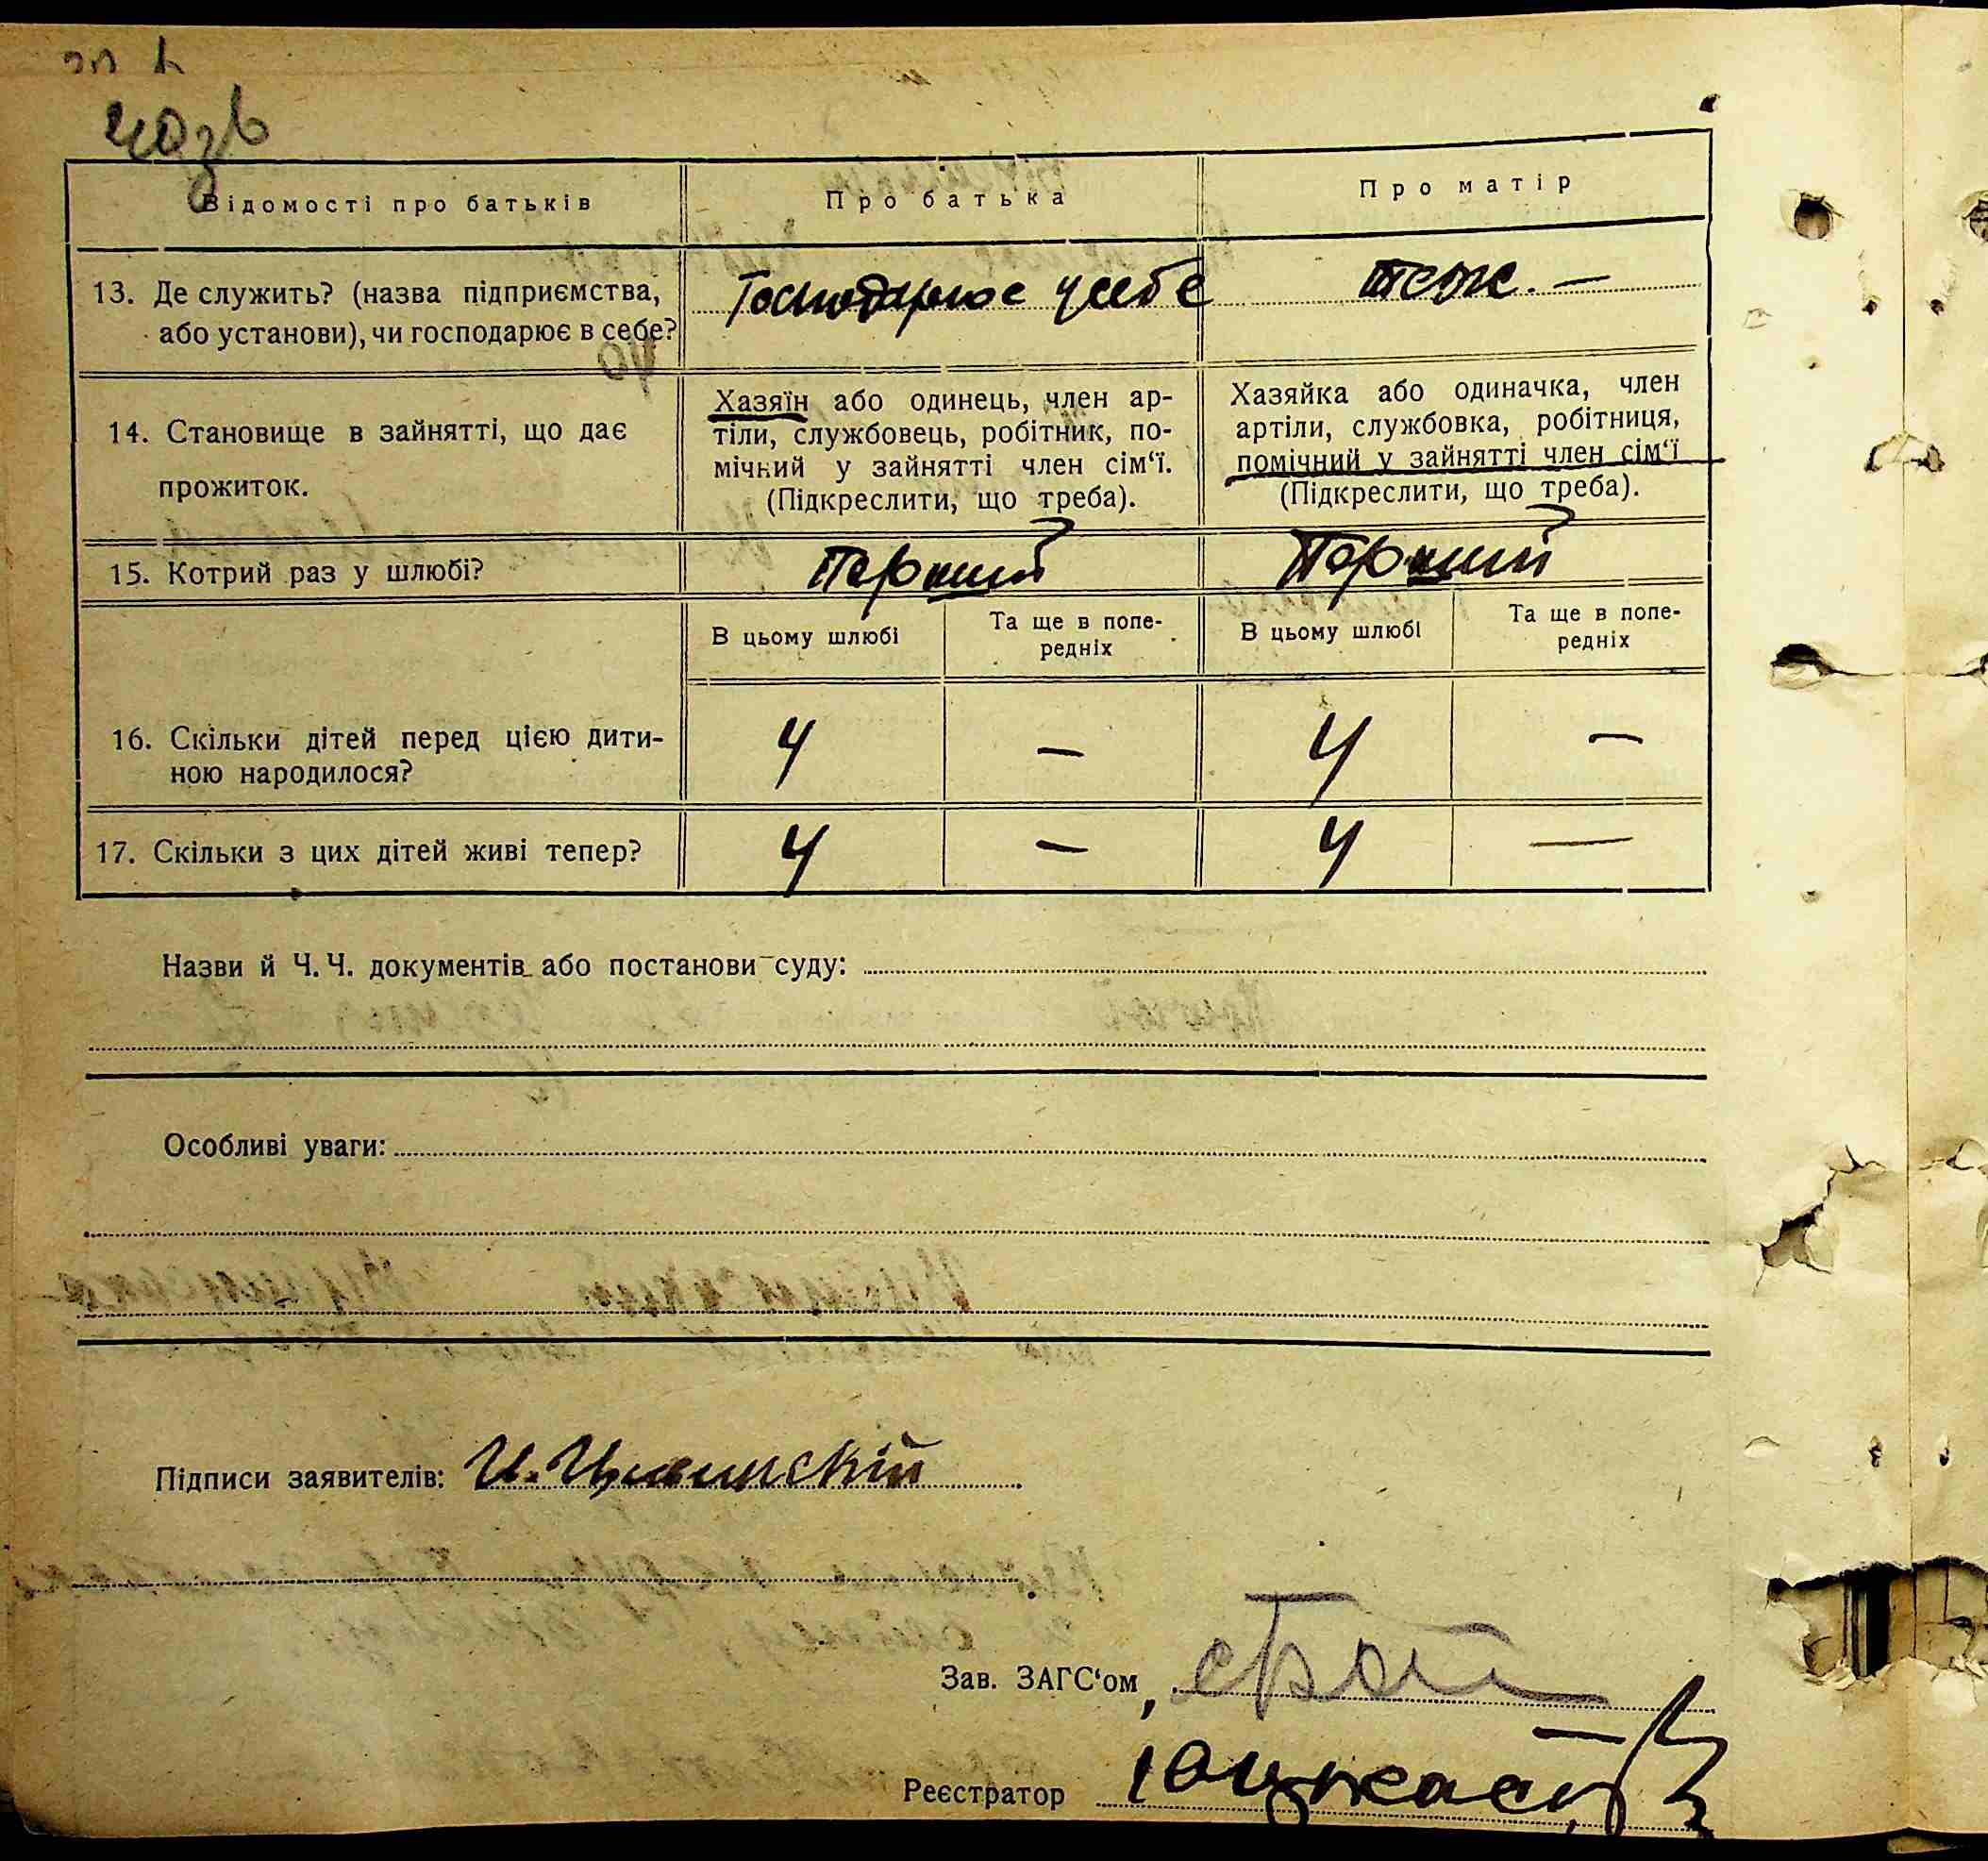 40зв
Відомості про батьків
Про батька
Про матір
13. Де служить? (назва підприємства,
або установи), чи господарює в себе?
Господарює у себе
теж. —
14. Становище в зайнятті, що дає
прожиток.
Хазяїн або одинець, член ар-
тіли, службовець, робітник, по-
мічний у зайнятті член сім‘ї.
(Підкреслити, що треба).
Хазяйка або одиначка, член
артіли, службовка, робітниця,
помічний у зайнятті член сім‘ї
(Підкреслити, що треба).
15. Котрий раз у шлюбі?
Перший
Перший
В цьому шлюбі
Та ще в попе-
редніх
В цьому шлюбі
Та ще в попе-
редніх
16. Скільки дітей перед цією дити-
ною народилося?
4
—
4
—
17. Скільки з цих дітей живі тепер?
4
—
4
—
Назви й Ч. Ч. документів або постанови суду:
Особливі уваги:
Підписи заявителів: И.
Зав. ЗАГС‘ом
Реєстратор